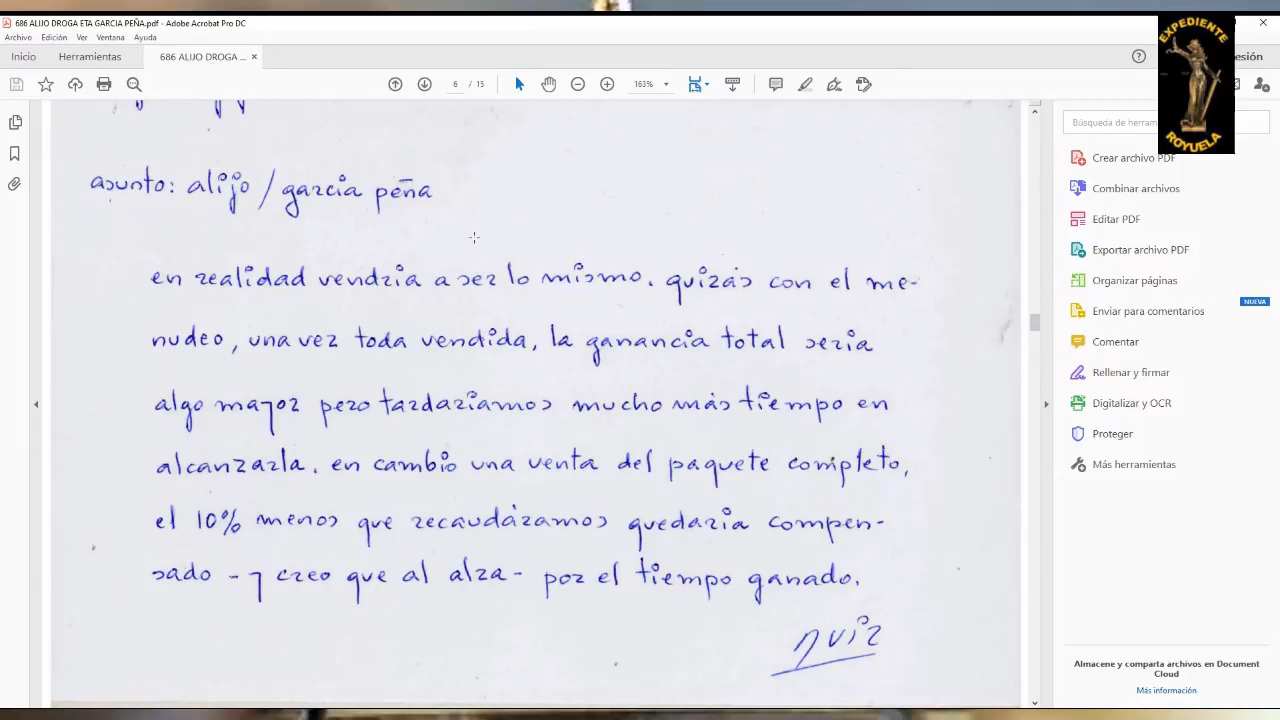 686 ALIJO DROGA ETA GARCIA PEÑA.pdf - Adobe Acrobat Pro DC
Archivo Edición Ver Ventana Ayuda
Inicio Herramientas 686 ALIJO DROGA ... × esión
6 / 15 163%
EXPEDIENTE
ROYUELA
asunto: alijo / garcia peña
en realidad vendria a ser lo mismo. quizás con el me-
nudeo, una vez toda vendida, la ganancia total seria
algo mayor pero tardariamos mucho más tiempo en
alcanzarla. en cambio una venta del paquete completo,
el 10% menos que recaudáramos quedaria compen-
sado - y creo que al alza - por el tiempo ganado.
Búsqueda de herram
Crear archivo PDF
Combinar archivos
Editar PDF
Exportar archivo PDF
Organizar páginas
NUEVA
Enviar para comentarios
Comentar
Rellenar y firmar
Digitalizar y OCR
Proteger
Más herramientas
Almacene y comparta archivos en Document
Cloud
Más información